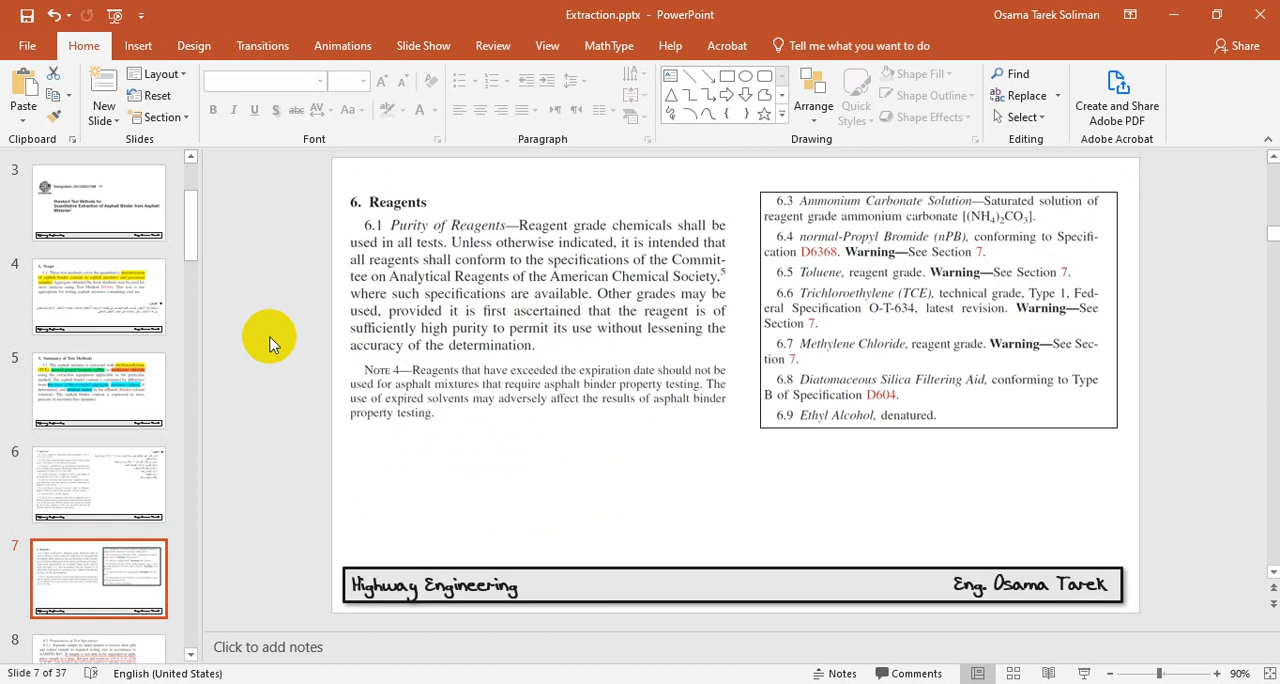 Extraction.pptx - PowerPoint
Osama Tarek Soliman
File Home Insert Design Transitions Animations Slide Show Review View MathType Help Acrobat Tell me what you want to do Share
Paste
Clipboard
New
Slide
Layout
Reset
Section
Slides
Font
Paragraph
Arrange
Quick
Styles
Shape Fill
Shape Outline
Shape Effects
Drawing
Find
Replace
Select
Editing
Create and Share
Adobe PDF
Adobe Acrobat
3
Standard Test Methods for
Quantitative Extraction of Asphalt Binder from Asphalt
Mixtures
4
5
6
7
8
6. Reagents
6.1 Purity of Reagents—Reagent grade chemicals shall be
used in all tests. Unless otherwise indicated, it is intended that
all reagents shall conform to the specifications of the Commit-
tee on Analytical Reagents of the American Chemical Society,5
where such specifications are available. Other grades may be
used, provided it is first ascertained that the reagent is of
sufficiently high purity to permit its use without lessening the
accuracy of the determination.
NOTE 4—Reagents that have exceeded the expiration date should not be
used for asphalt extractions that require asphalt binder property testing. The
use of expired solvents may adversely affect the results of asphalt binder
property testing.
6.3 Ammonium Carbonate Solution—Saturated solution of
reagent grade ammonium carbonate [(NH4)2CO3].
6.4 normal-Propyl Bromide (nPB), conforming to Specifi-
cation D6368. Warning—See Section 7.
6.5 Toluene, reagent grade. Warning—See Section 7.
6.6 Trichloroethylene (TCE), technical grade, Type 1, Fed-
eral Specification O-T-634, latest revision. Warning—See
Section 7.
6.7 Methylene Chloride, reagent grade. Warning—See Sec-
tion 7.
6.8 Diatomaceous Silica Filtering Aid, conforming to Type
B of Specification D604.
6.9 Ethyl Alcohol, denatured.
Highway Engineering
Eng. Osama Tarek
Click to add notes
Slide 7 of 37 English (United States) Notes Comments 90%